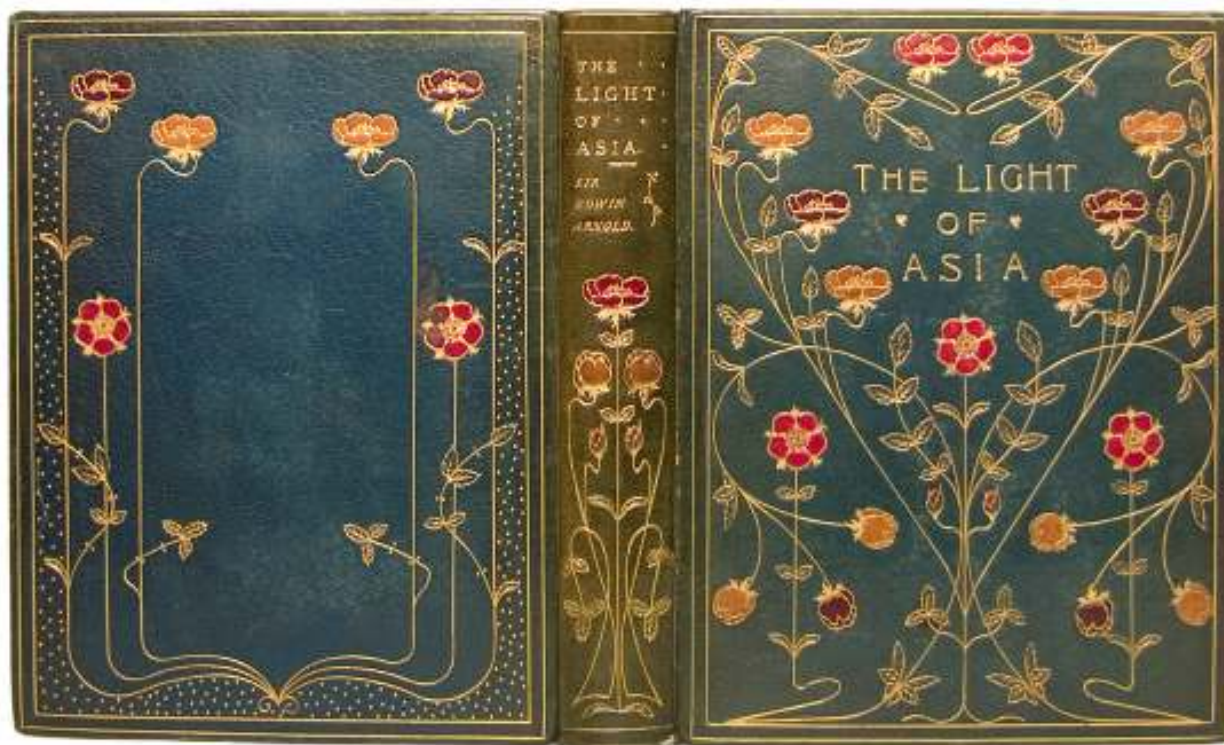 THE
LIGHT
OF
ASIA
SIR
EDWIN
ARNOLD.
THE LIGHT
OF
ASIA